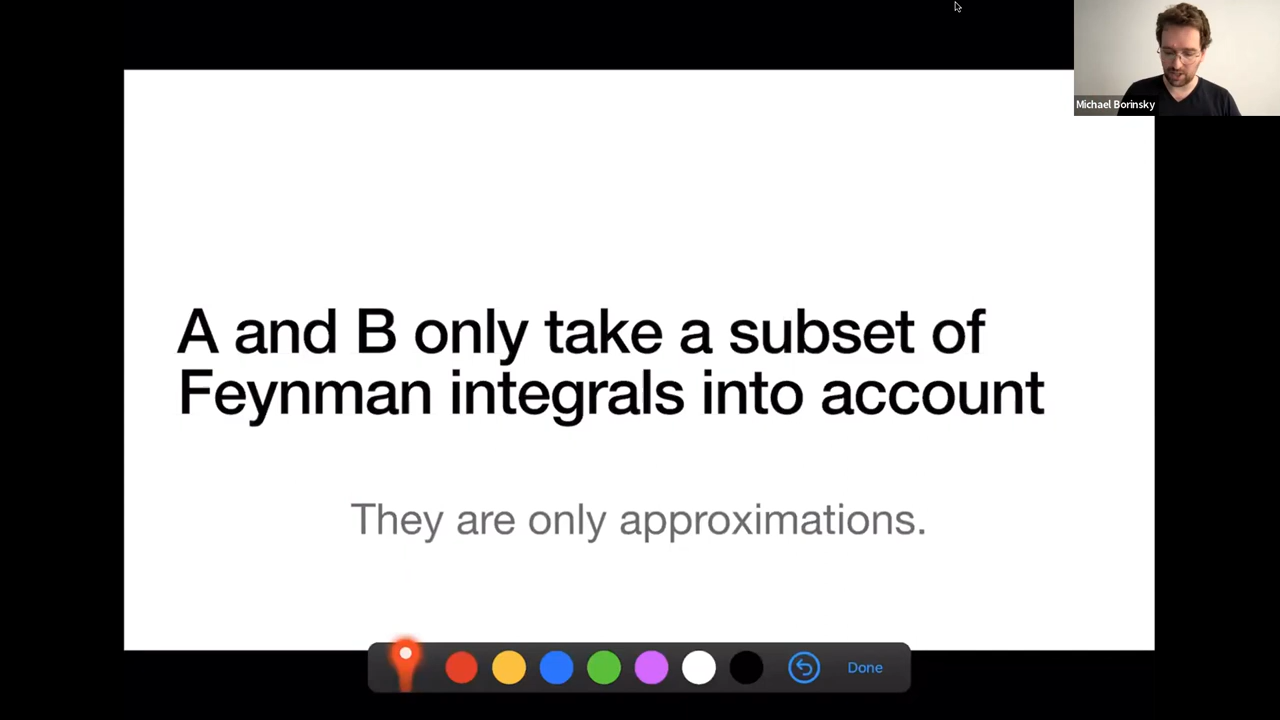 Michael Borinsky
A and B only take a subset of
Feynman integrals into account
They are only approximations.
Done